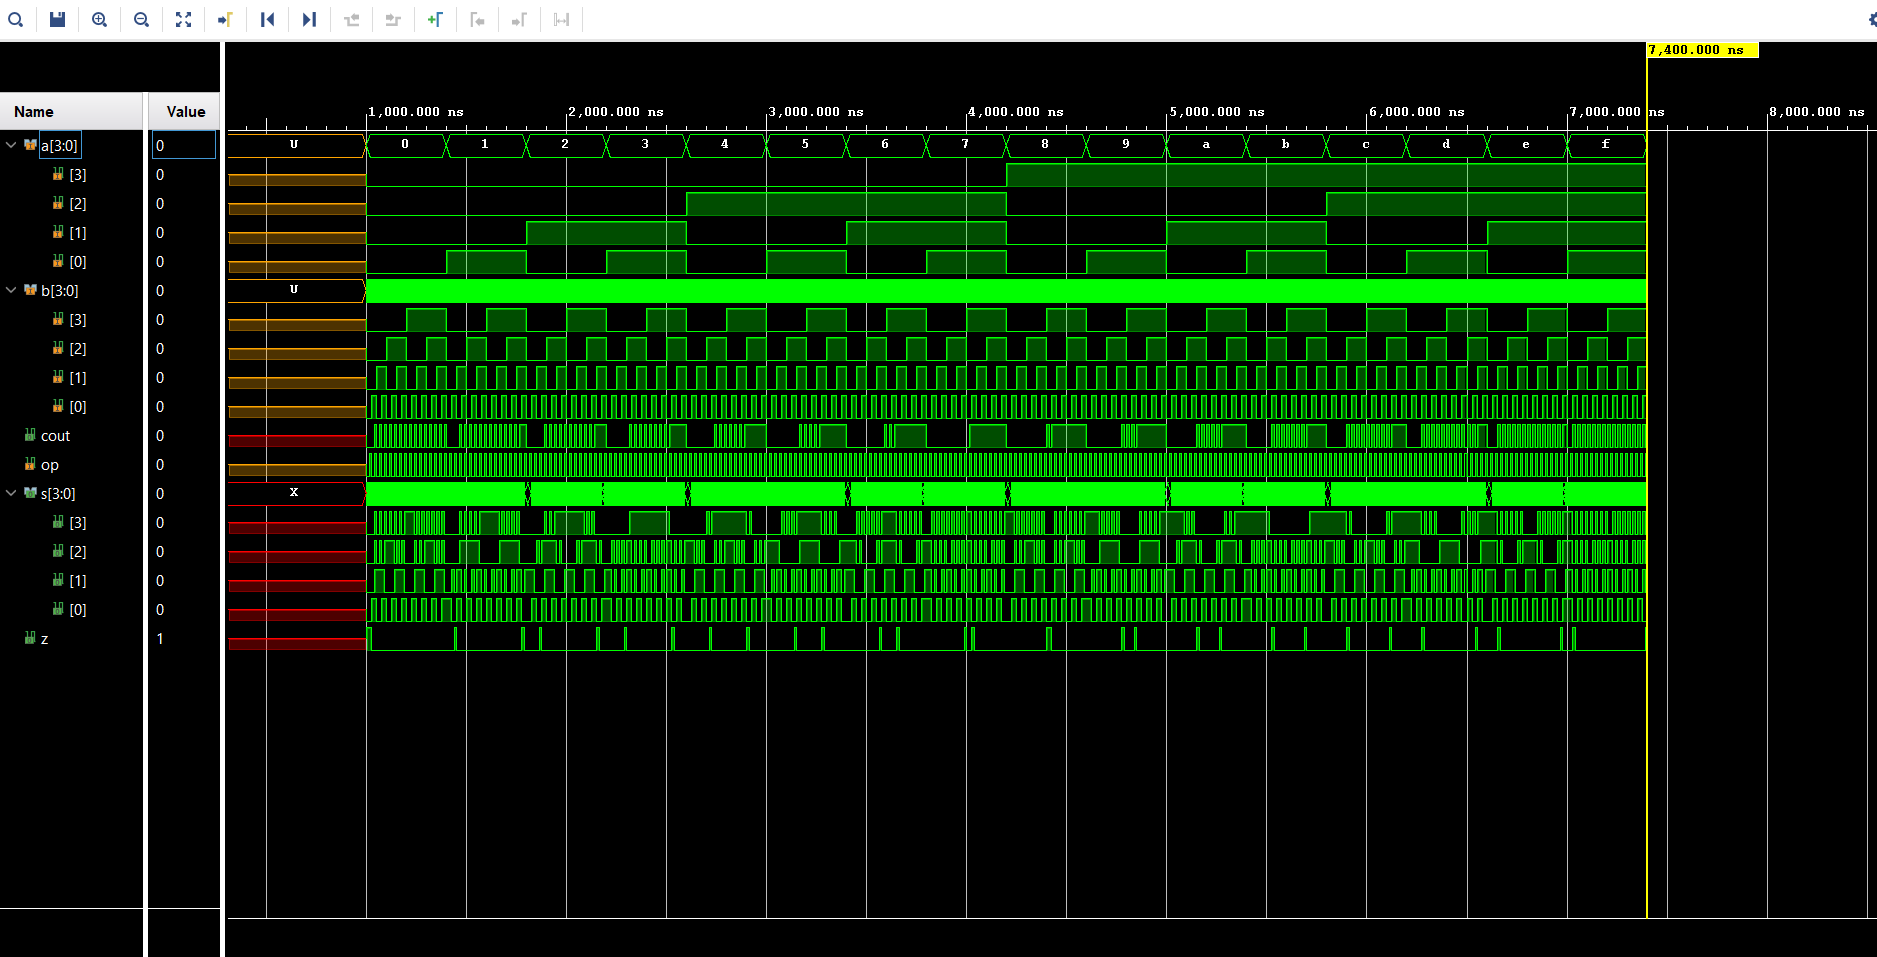 7,400.000 ns
Name Value
1,000.000 ns 2,000.000 ns 3,000.000 ns 4,000.000 ns 5,000.000 ns 6,000.000 ns 7,000.000 ns 8,000.000 ns
a[3:0] 0 U 0 1 2 3 4 5 6 7 8 9 a b c d e f
[3] 0
[2] 0
[1] 0
[0] 0
b[3:0] 0 U
[3] 0
[2] 0
[1] 0
[0] 0
cout 0
op 0
s[3:0] 0 X
[3] 0
[2] 0
[1] 0
[0] 0
z 1